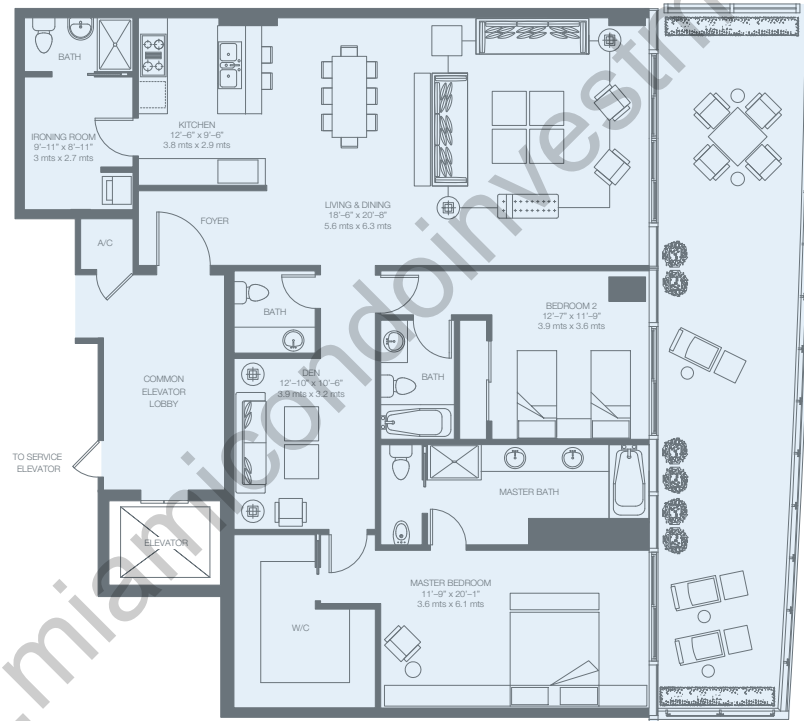 BATH
IRONING ROOM
9'-11" x 8'-11"
3 mts x 2.7 mts
KITCHEN
12'-6" x 9'-6"
3.8 mts x 2.9 mts
LIVING & DINING
18'-6" x 20'-8"
5.6 mts x 6.3 mts
FOYER
A/C
BATH
BEDROOM 2
12'-7" x 11'-9"
3.9 mts x 3.6 mts
DEN
12'-10" x 10'-6"
3.9 mts x 3.2 mts
BATH
COMMON
ELEVATOR
LOBBY
TO SERVICE
ELEVATOR
MASTER BATH
ELEVATOR
MASTER BEDROOM
11'-9" x 20'-1"
3.6 mts x 6.1 mts
W/C
.miamicondoinvestm